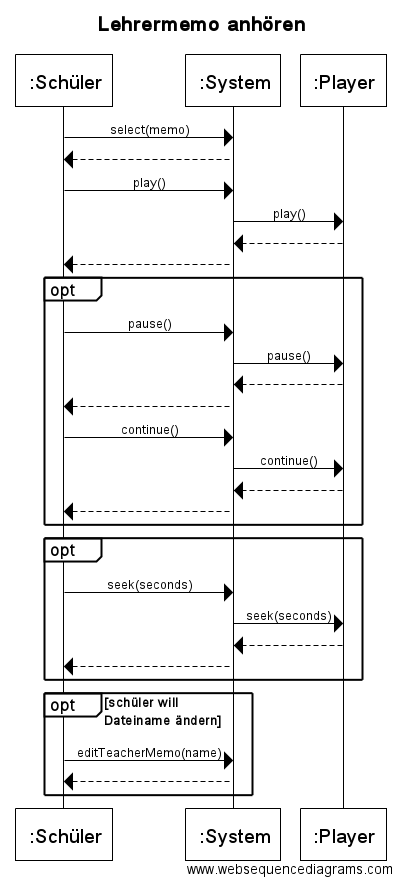 Lehrermemo anhören
:Schüler :System :Player
select(memo)
play()
play()
opt
pause()
pause()
continue()
continue()
opt
seek(seconds)
seek(seconds)
opt [schüler will
Dateiname ändern]
editTeacherMemo(name)
:Schüler :System :Player
www.websequencediagrams.com